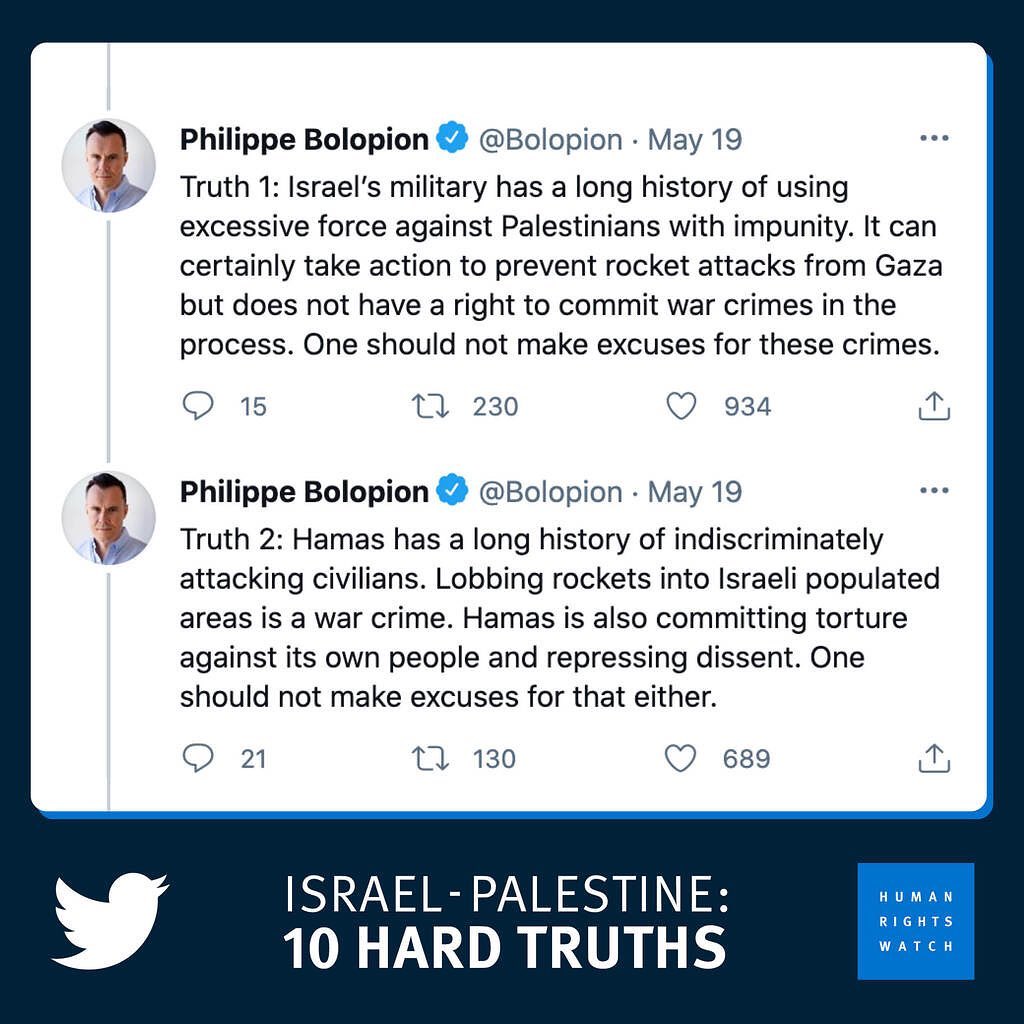 Philippe Bolopion @Bolopion · May 19
Truth 1: Israel’s military has a long history of using
excessive force against Palestinians with impunity. It can
certainly take action to prevent rocket attacks from Gaza
but does not have a right to commit war crimes in the
process. One should not make excuses for these crimes.
15 230 934
Philippe Bolopion @Bolopion · May 19
Truth 2: Hamas has a long history of indiscriminately
attacking civilians. Lobbing rockets into Israeli populated
areas is a war crime. Hamas is also committing torture
against its own people and repressing dissent. One
should not make excuses for that either.
21 130 689
ISRAEL-PALESTINE:
10 HARD TRUTHS
HUMAN
RIGHTS
WATCH